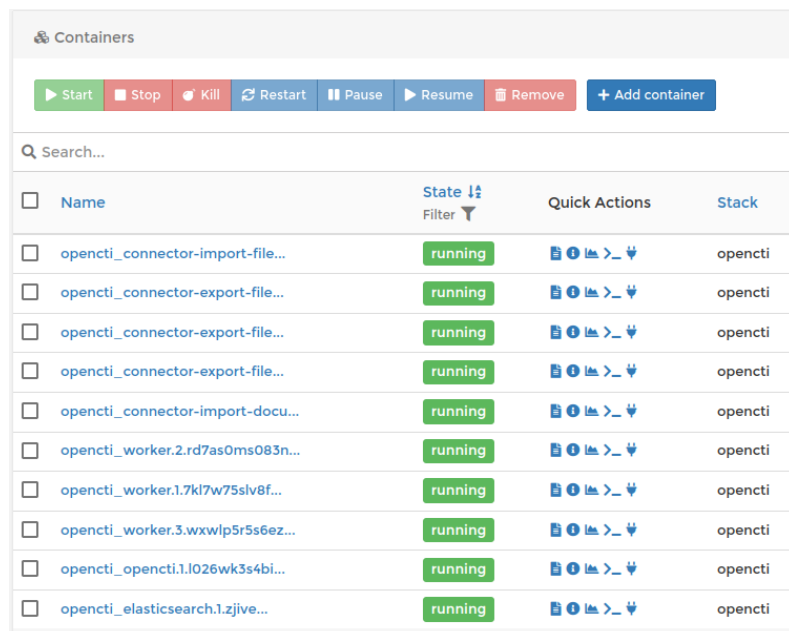 Containers
Start Stop Kill Restart Pause Resume Remove + Add container
Search...
Name State Filter Quick Actions Stack
opencti_connector-import-file... running opencti
opencti_connector-export-file... running opencti
opencti_connector-export-file... running opencti
opencti_connector-export-file... running opencti
opencti_connector-import-docu... running opencti
opencti_worker.2.rd7as0ms083n... running opencti
opencti_worker.1.7kl7w75slv8f... running opencti
opencti_worker.3.wxwlp5r5s6ez... running opencti
opencti_opencti.1.l026wk3s4bi... running opencti
opencti_elasticsearch.1.zjive... running opencti